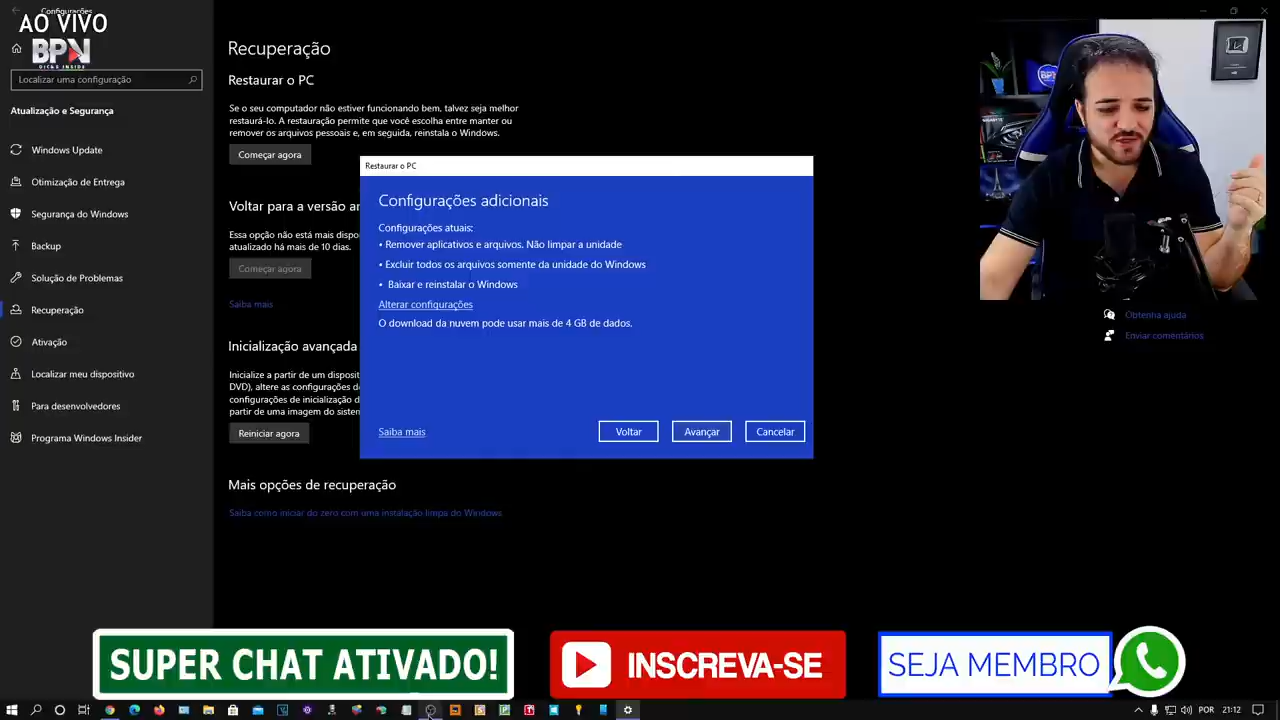 Configurações
AO VIVO
BPN
DICAS INSIDE
Localizar uma configuração
Atualização e Segurança
Windows Update
Otimização de Entrega
Segurança do Windows
Backup
Solução de Problemas
Recuperação
Ativação
Localizar meu dispositivo
Para desenvolvedores
Programa Windows Insider
Recuperação
Restaurar o PC
Se o seu computador não estiver funcionando bem, talvez seja melhor
restaurá-lo. A restauração permite que você escolha entre manter ou
remover os arquivos pessoais e, em seguida, reinstala o Windows.
Começar agora
Voltar para a versão an
Essa opção não está mais dispo
atualizado há mais de 10 dias.
Começar agora
Saiba mais
Inicialização avançada
Inicialize a partir de um disposit
DVD), altere as configurações d
configurações de inicialização d
partir de uma imagem do sistem
Reiniciar agora
Mais opções de recuperação
Saiba como iniciar do zero com uma instalação limpa do Windows
Restaurar o PC
Configurações adicionais
Configurações atuais:
• Remover aplicativos e arquivos. Não limpar a unidade
• Excluir todos os arquivos somente da unidade do Windows
• Baixar e reinstalar o Windows
Alterar configurações
O download da nuvem pode usar mais de 4 GB de dados.
Saiba mais
Voltar
Avançar
Cancelar
Obtenha ajuda
Enviar comentários
SUPER CHAT ATIVADO!
INSCREVA-SE
SEJA MEMBRO
POR
21:12